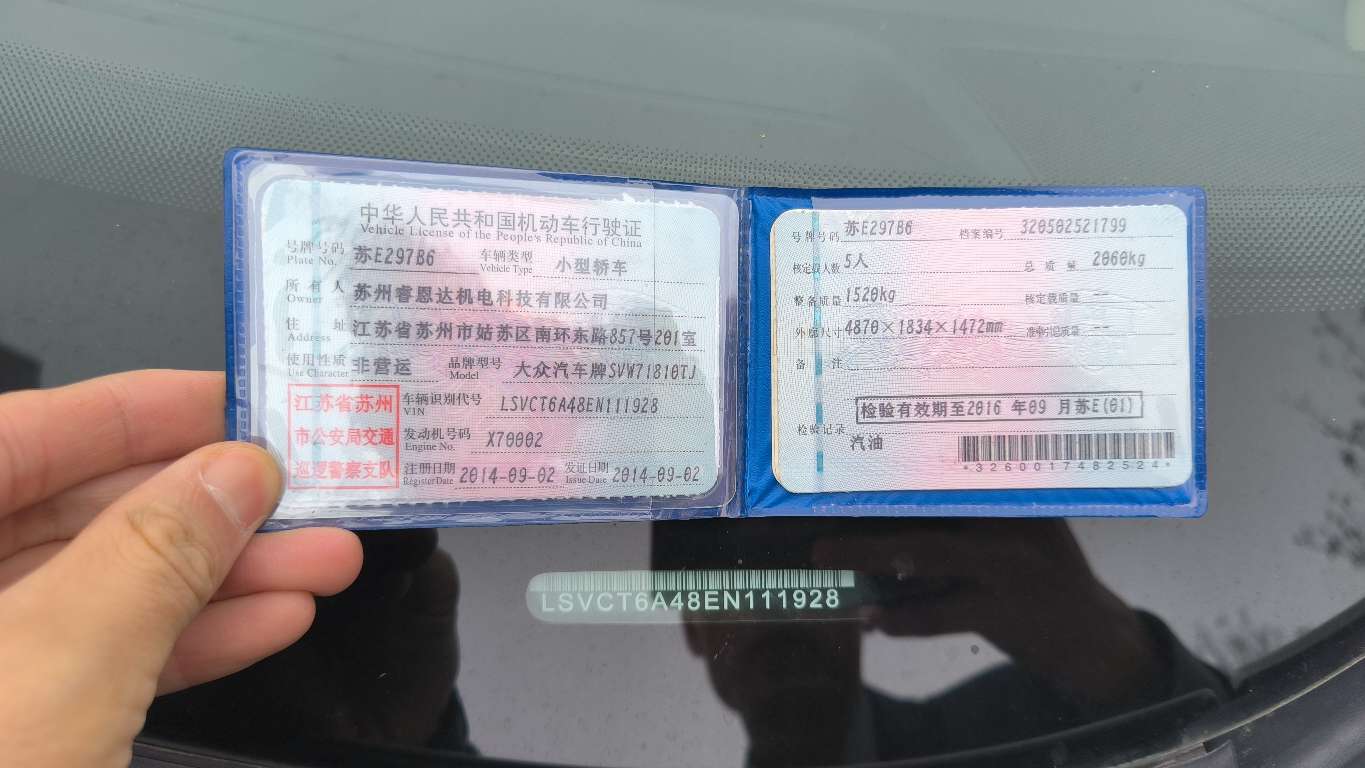 中华人民共和国机动车行驶证
Vehicle License of the People's Republic of China
号牌号码 苏E297B6 车辆类型 小型轿车
Plate No. Vehicle Type
所有人 苏州睿恩达机电科技有限公司
Owner
住址 江苏省苏州市姑苏区南环东路857号201室
Address
使用性质 非营运 品牌型号 大众汽车牌SVW71810TJ
Use Character Model
江苏省苏州
市公安局交通
巡逻警察支队
车辆识别代号 LSVCT6A48EN111928
VIN
发动机号码 X70002
Engine No.
注册日期 2014-09-02 发证日期 2014-09-02
Register Date Issue Date
号牌号码 苏E297B6 档案编号 320502521799
核定载人数 5人 总质量 2060kg
整备质量 1520kg 核定载质量 --
外廓尺寸 4870×1834×1472mm 准牵引总质量 --
备注
检验有效期至2016年09月苏E(01)
检验记录
汽油
*3260017482524*
LSVCT6A48EN111928